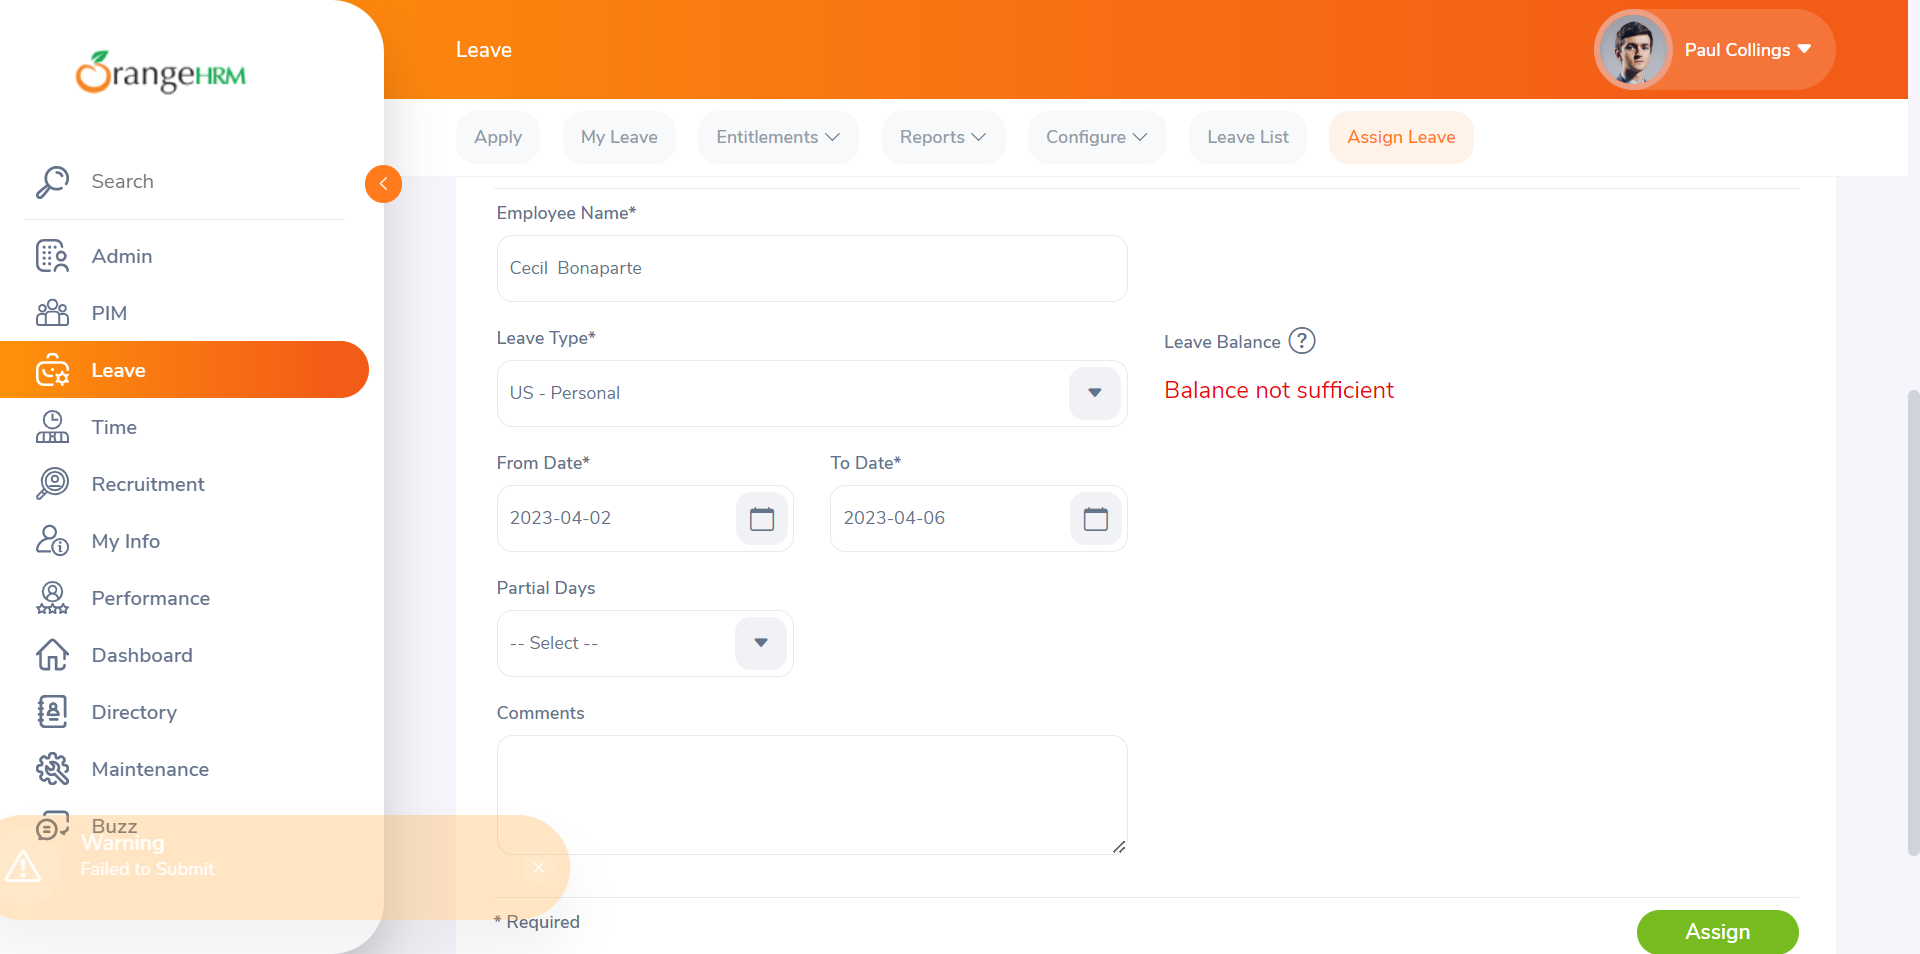 OrangeHRM
Leave
Paul Collings
Apply
My Leave
Entitlements
Reports
Configure
Leave List
Assign Leave
Search
Admin
PIM
Leave
Time
Recruitment
My Info
Performance
Dashboard
Directory
Maintenance
Buzz
Employee Name*
Cecil  Bonaparte
Leave Type*
US - Personal
Leave Balance ?
Balance not sufficient
From Date*
To Date*
2023-04-02
2023-04-06
Partial Days
-- Select --
Comments
Warning
Failed to Submit
* Required
Assign